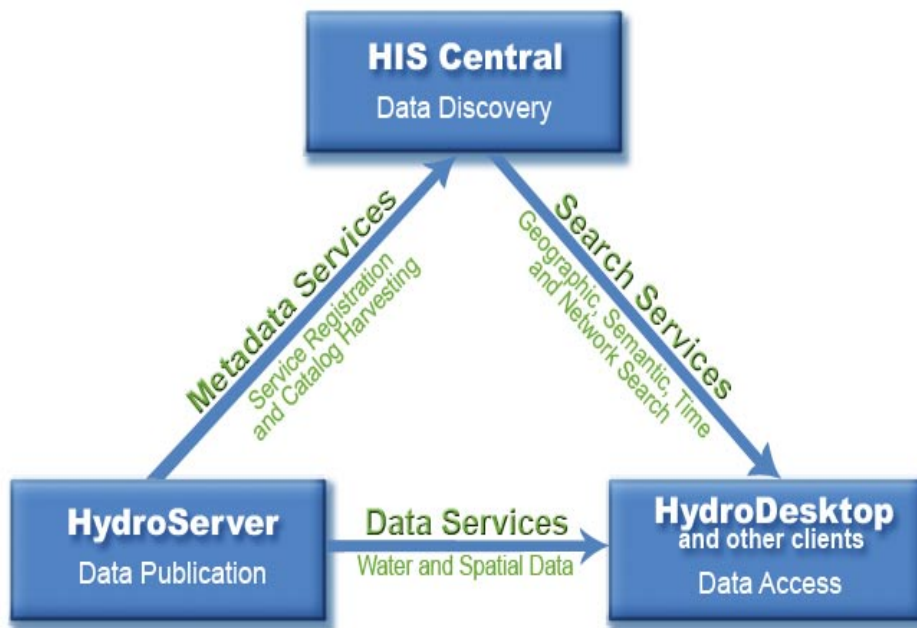 HIS Central
Data Discovery
Metadata Services
Service Registration
and Catalog Harvesting
Search Services
Geographic, Semantic, Time
and Network Search
HydroServer
Data Publication
Data Services
Water and Spatial Data
HydroDesktop
and other clients
Data Access